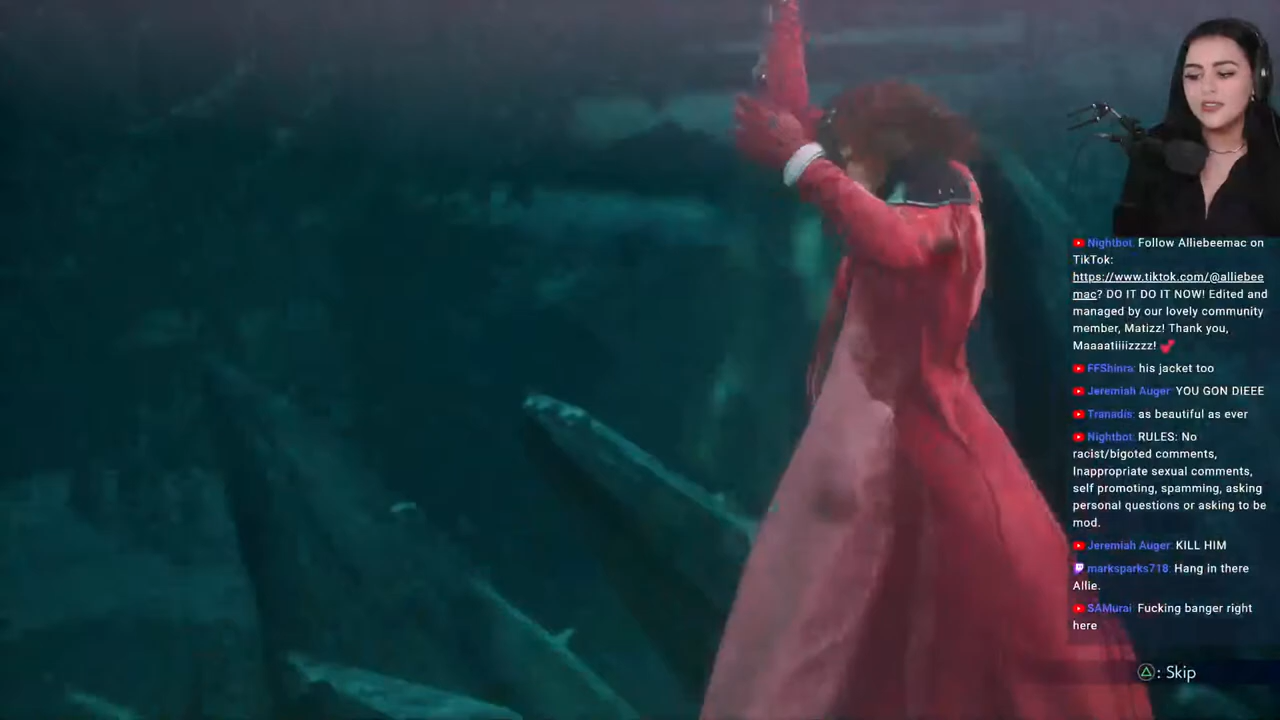 Nightbot: Follow Alliebeemac on
TikTok:
https://www.tiktok.com/@alliebee
mac? DO IT DO IT NOW! Edited and
managed by our lovely community
member, Matizz! Thank you,
Maaaatiiiizzzz! 💕
FFShinra: his jacket too
Jeremiah Auger: YOU GON DIEEE
Tranadis: as beautiful as ever
Nightbot: RULES: No
racist/bigoted comments,
Inappropriate sexual comments,
self promoting, spamming, asking
personal questions or asking to be
mod.
Jeremiah Auger: KILL HIM
marksparks718: Hang in there
Allie.
SAMurai: Fucking banger right
here
: Skip